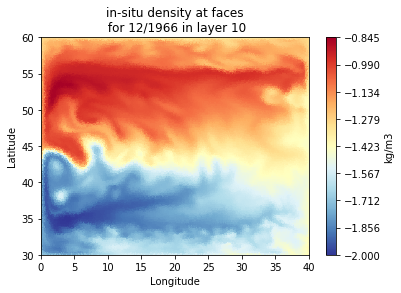 in-situ density at faces
for 12/1966 in layer 10
60
55
50
45
40
35
30
Latitude
0 5 10 15 20 25 30 35 40
Longitude
−0.845
−0.990
−1.134
−1.279
−1.423
−1.567
−1.712
−1.856
−2.000
kg/m3